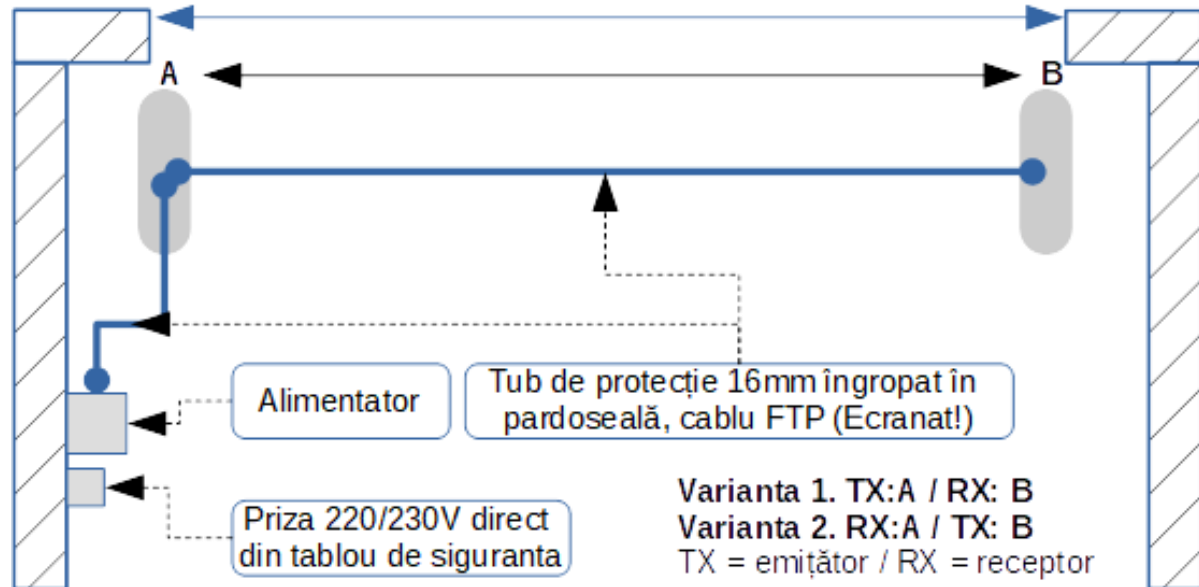 A
B
Alimentator
Tub de protecție 16mm îngropat în
pardoseală, cablu FTP (Ecranat!)
Priza 220/230V direct
din tablou de siguranta
Varianta 1. TX:A / RX: B
Varianta 2. RX:A / TX: B
TX = emițător / RX = receptor